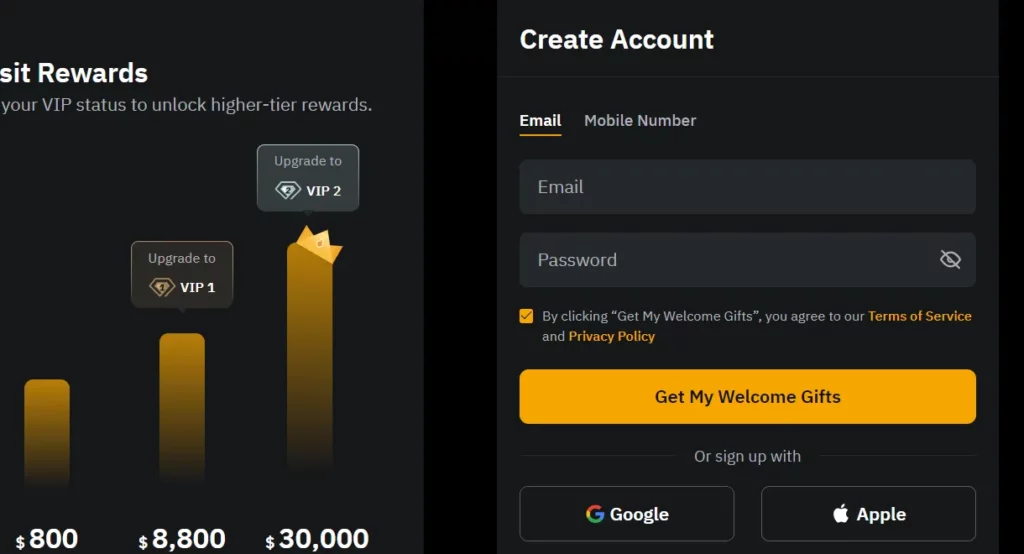 sit Rewards
your VIP status to unlock higher-tier rewards.
Upgrade to
VIP 2
Upgrade to
VIP 1
$ 800
$ 8,800
$ 30,000
Create Account
Email Mobile Number
Email
Password
By clicking “Get My Welcome Gifts”, you agree to our Terms of Service
and Privacy Policy
Get My Welcome Gifts
Or sign up with
Google
Apple